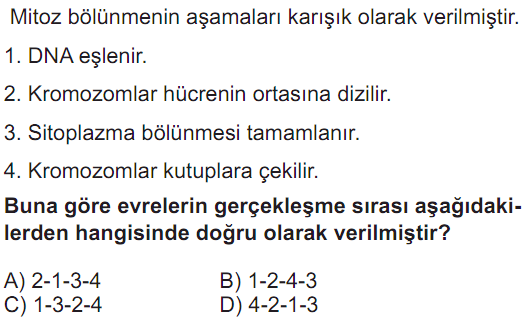 Mitoz bölünmenin aşamaları karışık olarak verilmiştir.
1. DNA eşlenir.
2. Kromozomlar hücrenin ortasına dizilir.
3. Sitoplazma bölünmesi tamamlanır.
4. Kromozomlar kutuplara çekilir.
Buna göre evrelerin gerçekleşme sırası aşağıdaki-
lerden hangisinde doğru olarak verilmiştir?
A) 2-1-3-4 B) 1-2-4-3
C) 1-3-2-4 D) 4-2-1-3